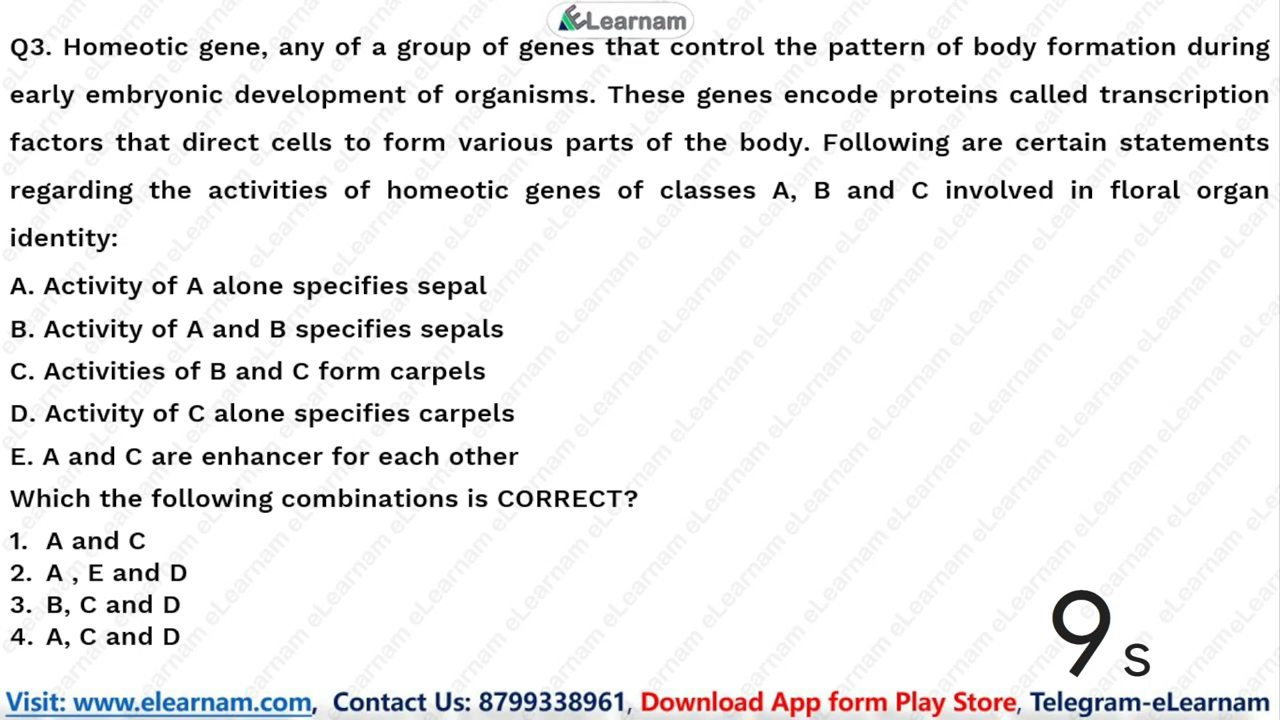 eLearnam
Q3. Homeotic gene, any of a group of genes that control the pattern of body formation during
early embryonic development of organisms. These genes encode proteins called transcription
factors that direct cells to form various parts of the body. Following are certain statements
regarding the activities of homeotic genes of classes A, B and C involved in floral organ
identity:
A. Activity of A alone specifies sepal
B. Activity of A and B specifies sepals
C. Activities of B and C form carpels
D. Activity of C alone specifies carpels
E. A and C are enhancer for each other
Which the following combinations is CORRECT?
1. A and C
2. A , E and D
3. B, C and D
4. A, C and D
9s
Visit: www.elearnam.com, Contact Us: 8799338961, Download App form Play Store, Telegram-eLearnam